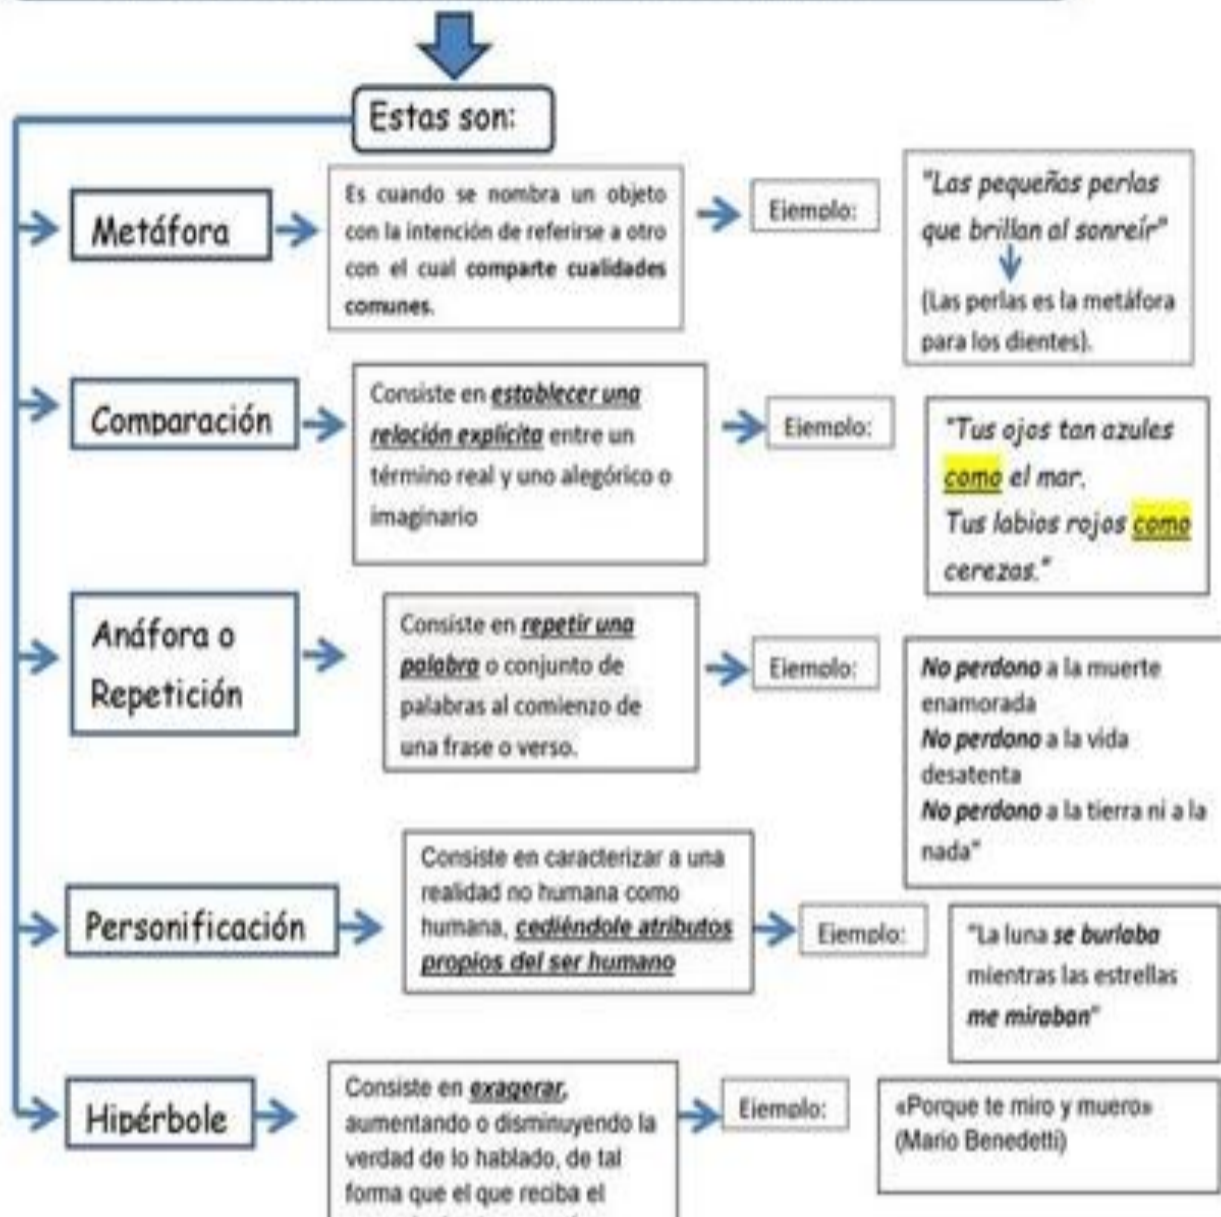 Estas son:
Metáfora
Es cuando se nombra un objeto
con la intención de referirse a otro
con el cual comparte cualidades
comunes.
Ejemplo:
"Las pequeñas perlas
que brillan al sonreír"
(Las perlas es la metáfora
para los dientes).
Comparación
Consiste en establecer una
relación explícita entre un
término real y uno alegórico o
imaginario
Ejemplo:
"Tus ojos tan azules
como el mar.
Tus labios rojos como
cerezas."
Anáfora o
Repetición
Consiste en repetir una
palabra o conjunto de
palabras al comienzo de
una frase o verso.
Ejemplo:
No perdono a la muerte
enamorada
No perdono a la vida
desatenta
No perdono a la tierra ni a la
nada"
Personificación
Consiste en caracterizar a una
realidad no humana como
humana, cediéndole atributos
propios del ser humano
Ejemplo:
"La luna se burlaba
mientras las estrellas
me miraban"
Hipérbole
Consiste en exagerar,
aumentando o disminuyendo la
verdad de lo hablado, de tal
forma que el que reciba el
Ejemplo:
«Porque te miro y muero»
(Mario Benedetti)